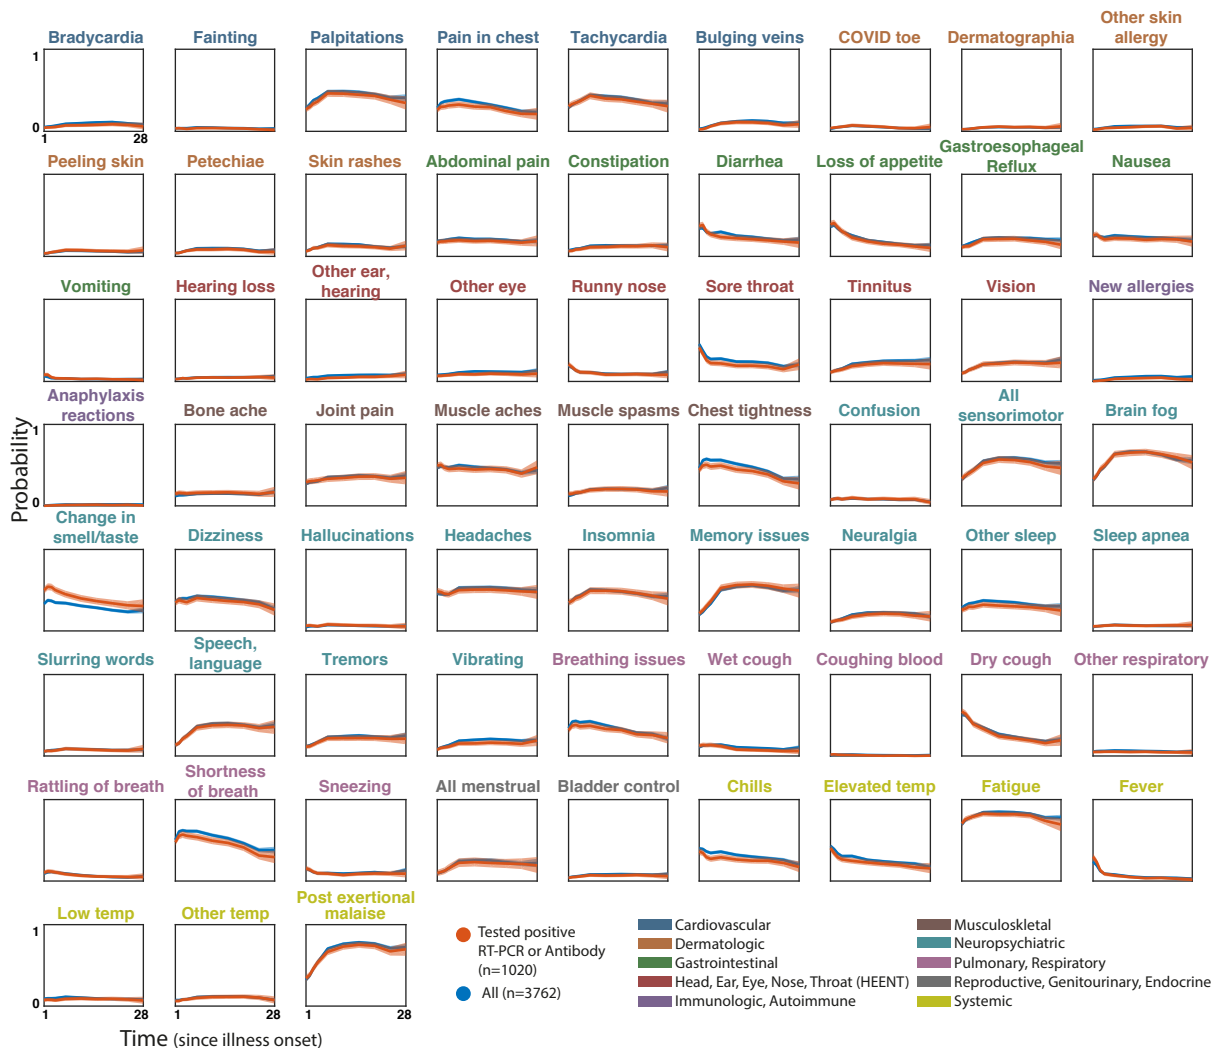 Other skin
Bradycardia Fainting Palpitations Pain in chest Tachycardia Bulging veins COVID toe Dermatographia allergy
1
0
1 28
Gastroesophageal
Peeling skin Petechiae Skin rashes Abdominal pain Constipation Diarrhea Loss of appetite Reflux Nausea
Other ear,
Vomiting Hearing loss hearing Other eye Runny nose Sore throat Tinnitus Vision New allergies
Anaphylaxis All
reactions Bone ache Joint pain Muscle aches Muscle spasms Chest tightness Confusion sensorimotor Brain fog
1
Probability
0
Change in
smell/taste Dizziness Hallucinations Headaches Insomnia Memory issues Neuralgia Other sleep Sleep apnea
Speech,
Slurring words language Tremors Vibrating Breathing issues Wet cough Coughing blood Dry cough Other respiratory
Shortness
Rattling of breath of breath Sneezing All menstrual Bladder control Chills Elevated temp Fatigue Fever
Post exertional
Low temp Other temp malaise
1
0
1 28 1 28 1 28
Time (since illness onset)
Tested positive
RT-PCR or Antibody
(n=1020)
All (n=3762)
Cardiovascular
Dermatologic
Gastrointestinal
Head, Ear, Eye, Nose, Throat (HEENT)
Immunologic, Autoimmune
Musculoskletal
Neuropsychiatric
Pulmonary, Respiratory
Reproductive, Genitourinary, Endocrine
Systemic